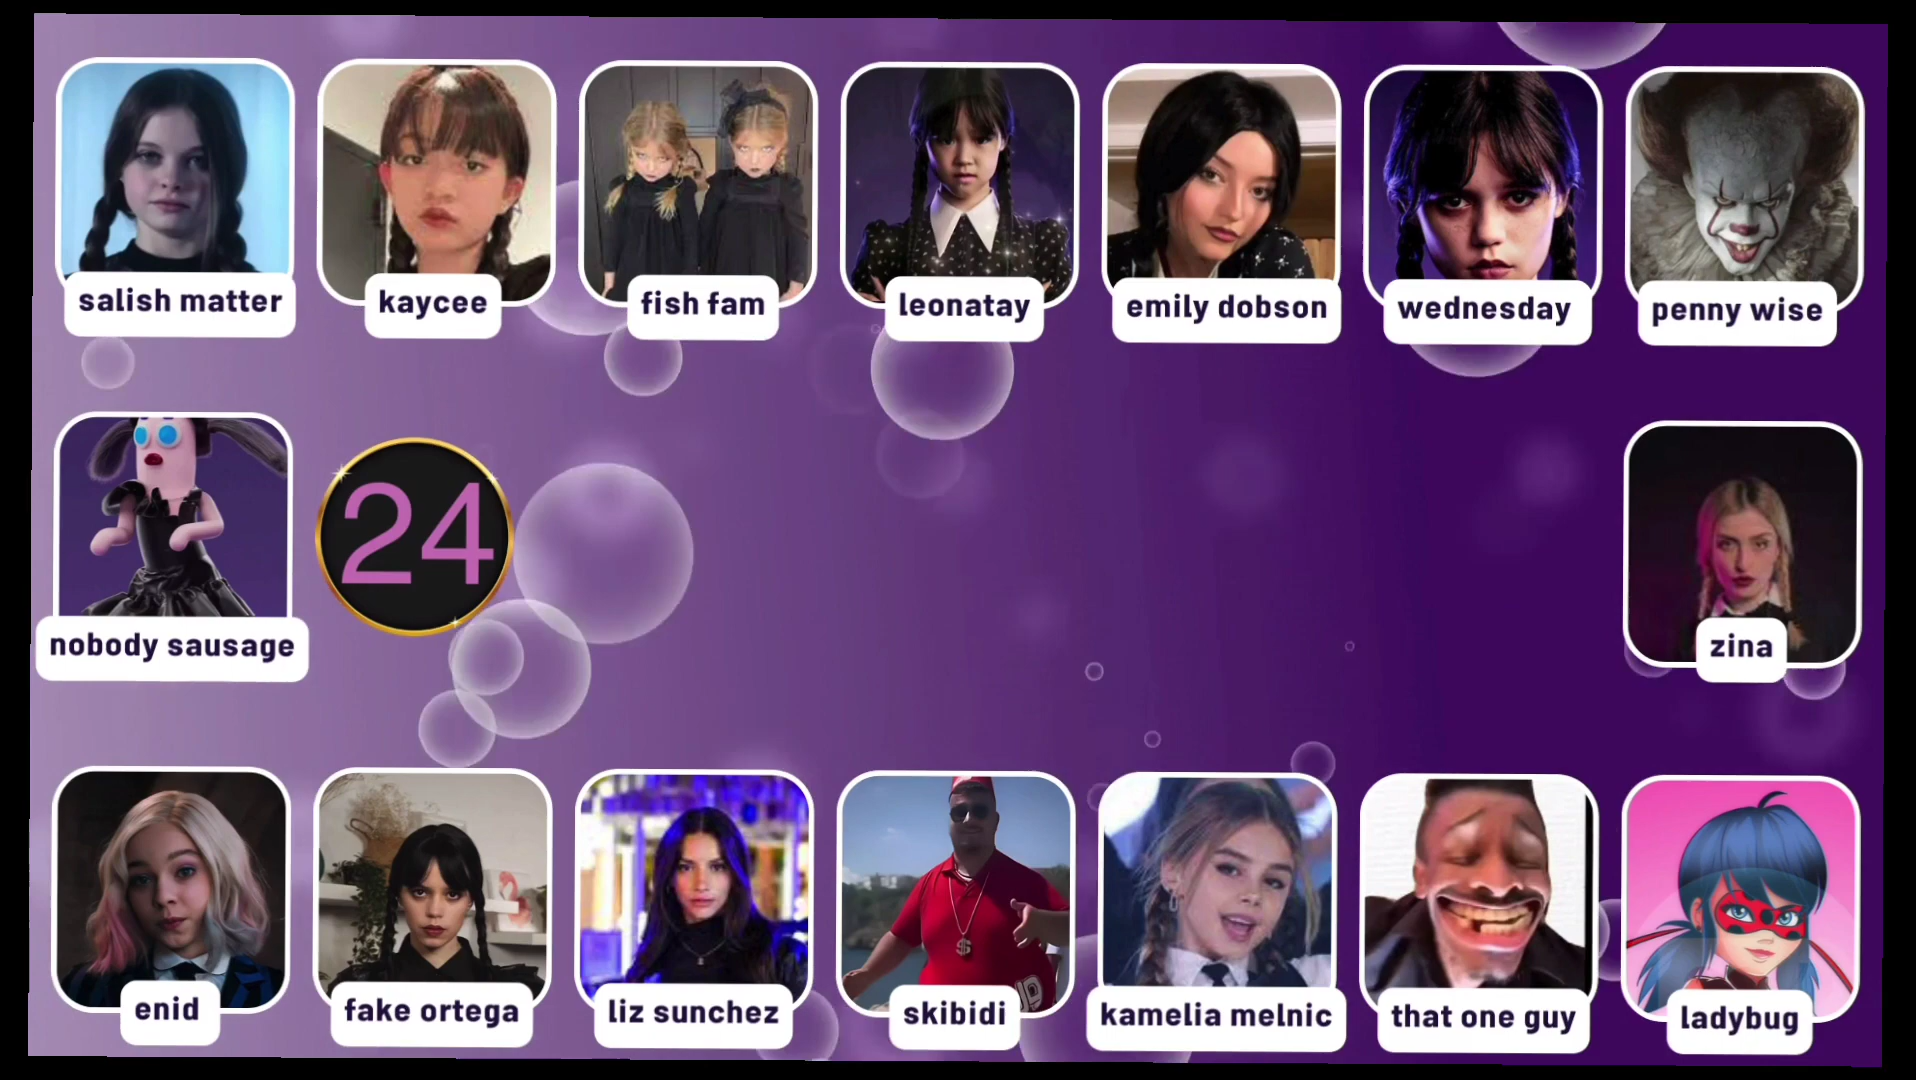 salish matter
kaycee
fish fam
leonatay
emily dobson
wednesday
penny wise
nobody sausage
24
zina
enid
fake ortega
liz sunchez
skibidi
kamelia melnic
that one guy
ladybug